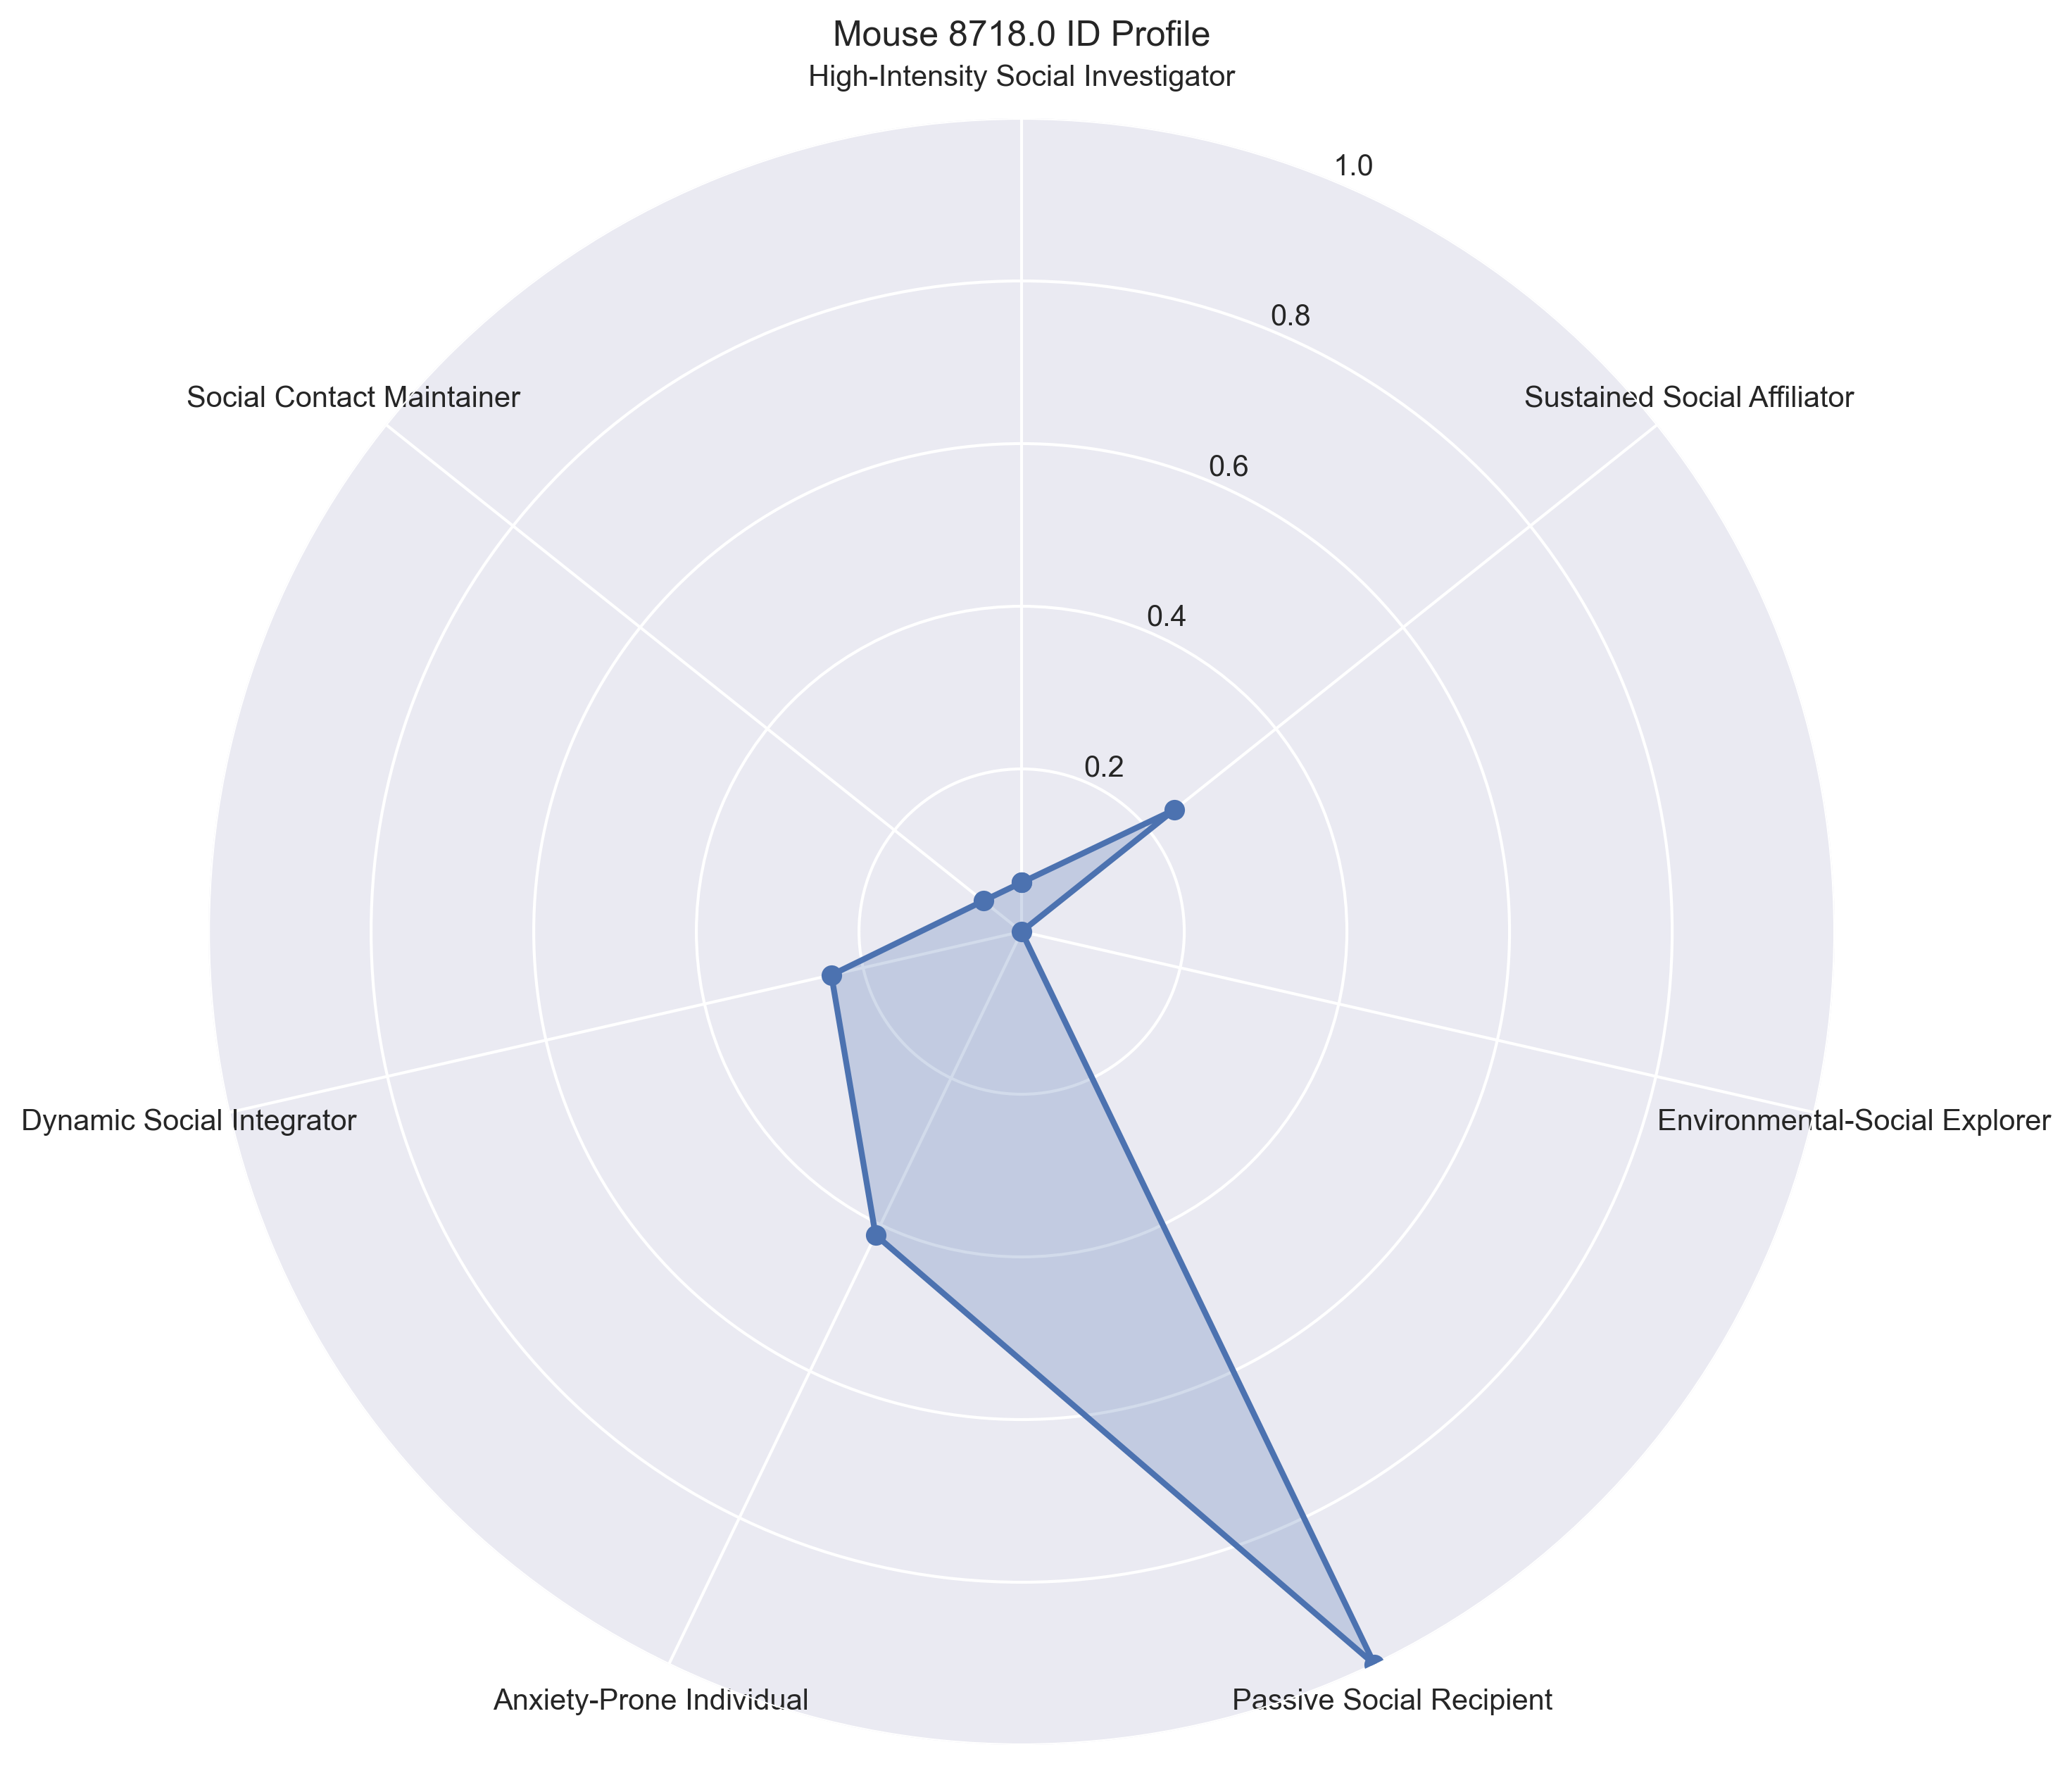 Mouse 8718.0 ID Profile
High-Intensity Social Investigator
1.0
0.8
Social Contact Maintainer
Sustained Social Affiliator
0.6
0.4
0.2
Dynamic Social Integrator
Environmental-Social Explorer
Anxiety-Prone Individual
Passive Social Recipient